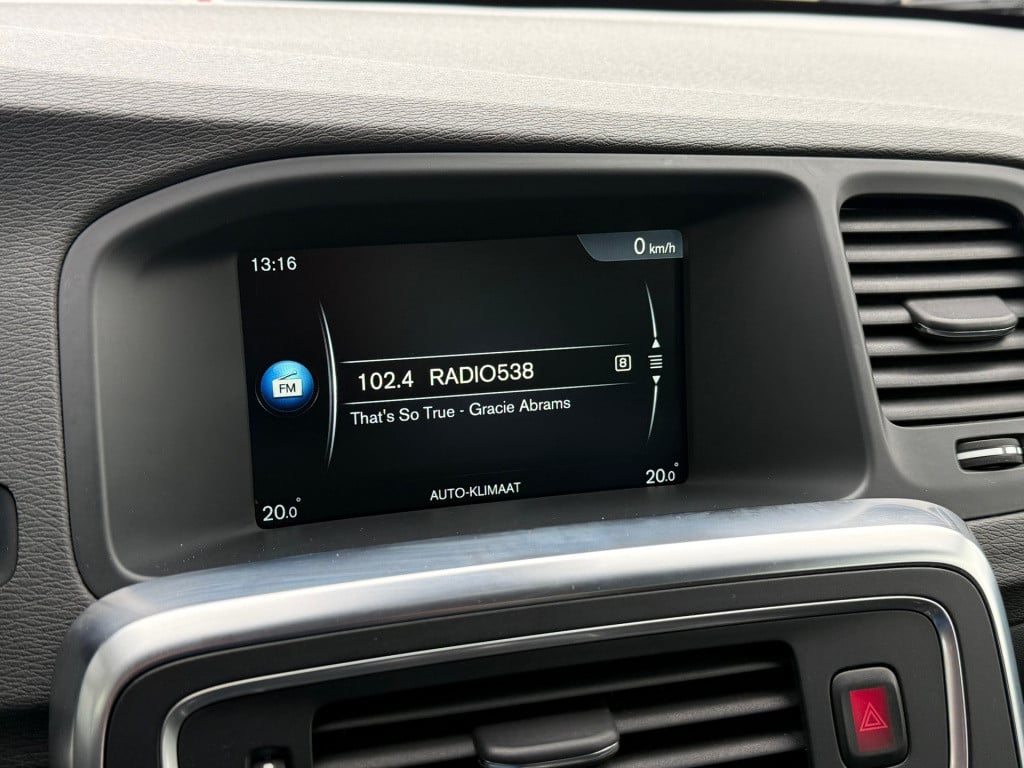 13:16
0 km/h
FM
102.4 RADIO538
8
That's So True - Gracie Abrams
20.0°
AUTO-KLIMAAT
20.0°